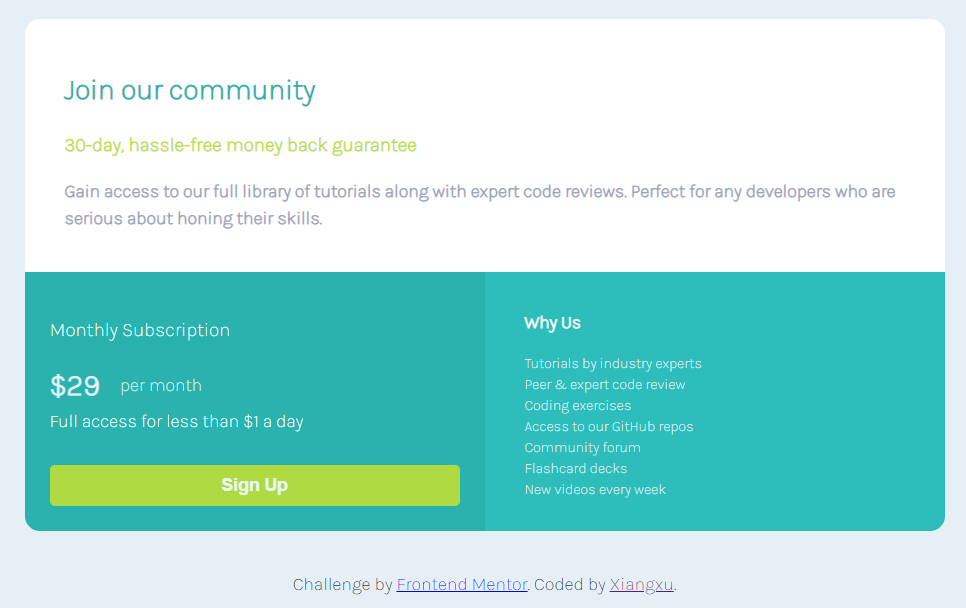 Join our community
30-day, hassle-free money back guarantee
Gain access to our full library of tutorials along with expert code reviews. Perfect for any developers who are
serious about honing their skills.
Monthly Subscription
$29 per month
Full access for less than $1 a day
Sign Up
Why Us
Tutorials by industry experts
Peer & expert code review
Coding exercises
Access to our GitHub repos
Community forum
Flashcard decks
New videos every week
Challenge by Frontend Mentor. Coded by Xiangxu.